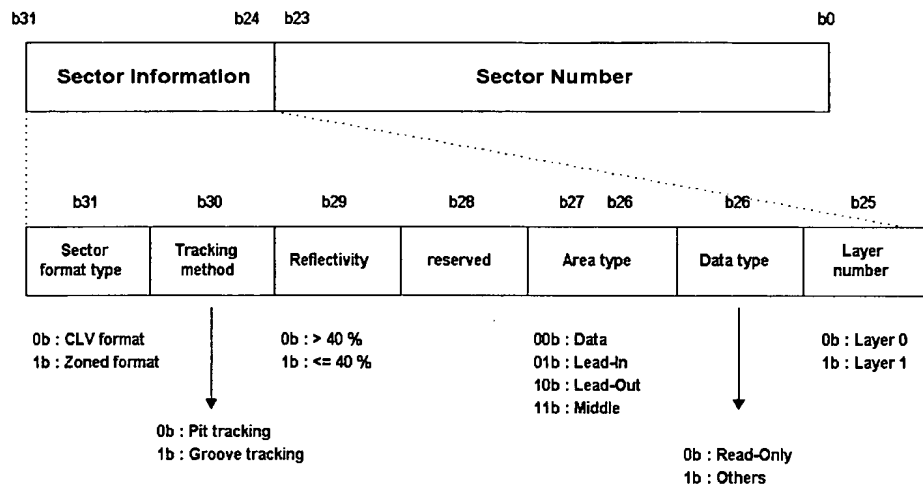 b31 b24 b23 b0
Sector Information Sector Number
b31 b30 b29 b28 b27 b26 b26 b25
Sector format type Tracking method Reflectivity reserved Area type Data type Layer number
0b : CLV format
1b : Zoned format
0b : > 40 %
1b : <= 40 %
00b : Data
01b : Lead-In
10b : Lead-Out
11b : Middle
0b : Layer 0
1b : Layer 1
0b : Pit tracking
1b : Groove tracking
0b : Read-Only
1b : Others